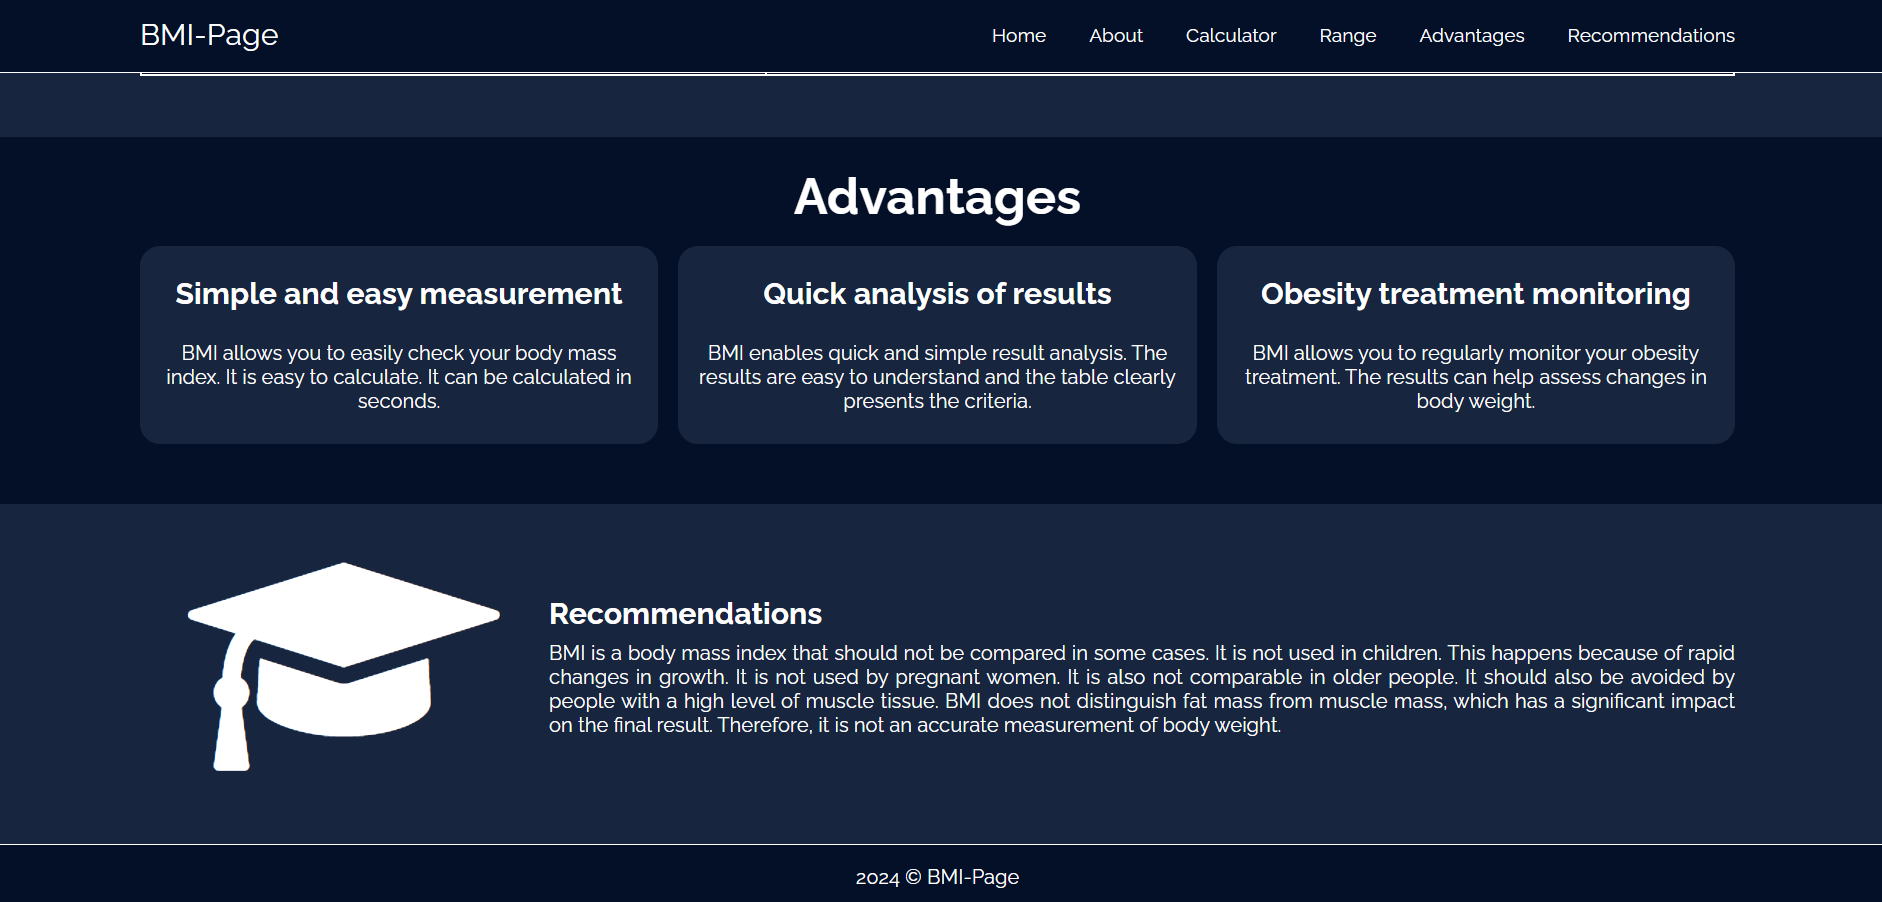 BMI-Page
Home About Calculator Range Advantages Recommendations
Advantages
Simple and easy measurement
BMI allows you to easily check your body mass
index. It is easy to calculate. It can be calculated in
seconds.
Quick analysis of results
BMI enables quick and simple result analysis. The
results are easy to understand and the table clearly
presents the criteria.
Obesity treatment monitoring
BMI allows you to regularly monitor your obesity
treatment. The results can help assess changes in
body weight.
Recommendations
BMI is a body mass index that should not be compared in some cases. It is not used in children. This happens because of rapid
changes in growth. It is not used by pregnant women. It is also not comparable in older people. It should also be avoided by
people with a high level of muscle tissue. BMI does not distinguish fat mass from muscle mass, which has a significant impact
on the final result. Therefore, it is not an accurate measurement of body weight.
2024 © BMI-Page